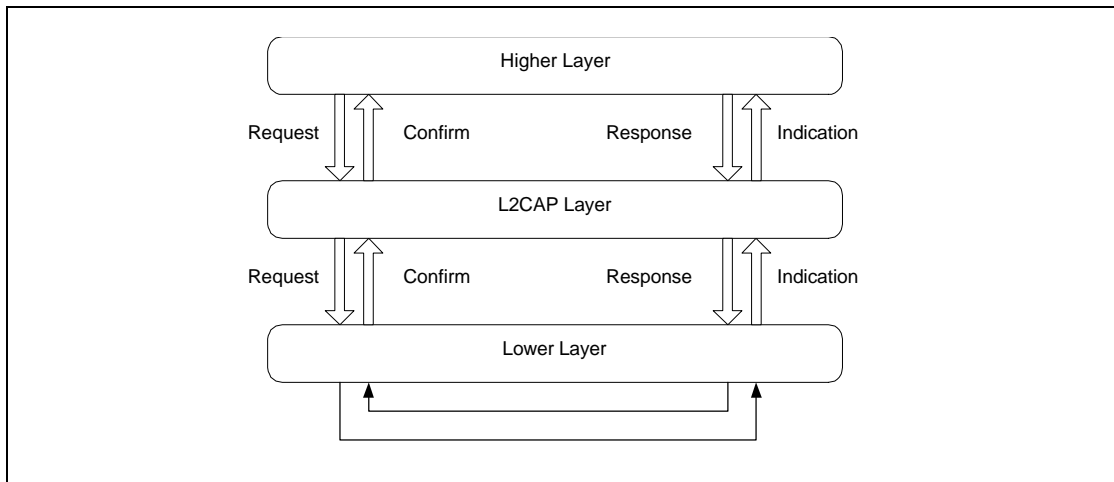 Higher Layer
Request Confirm Response Indication
L2CAP Layer
Request Confirm Response Indication
Lower Layer